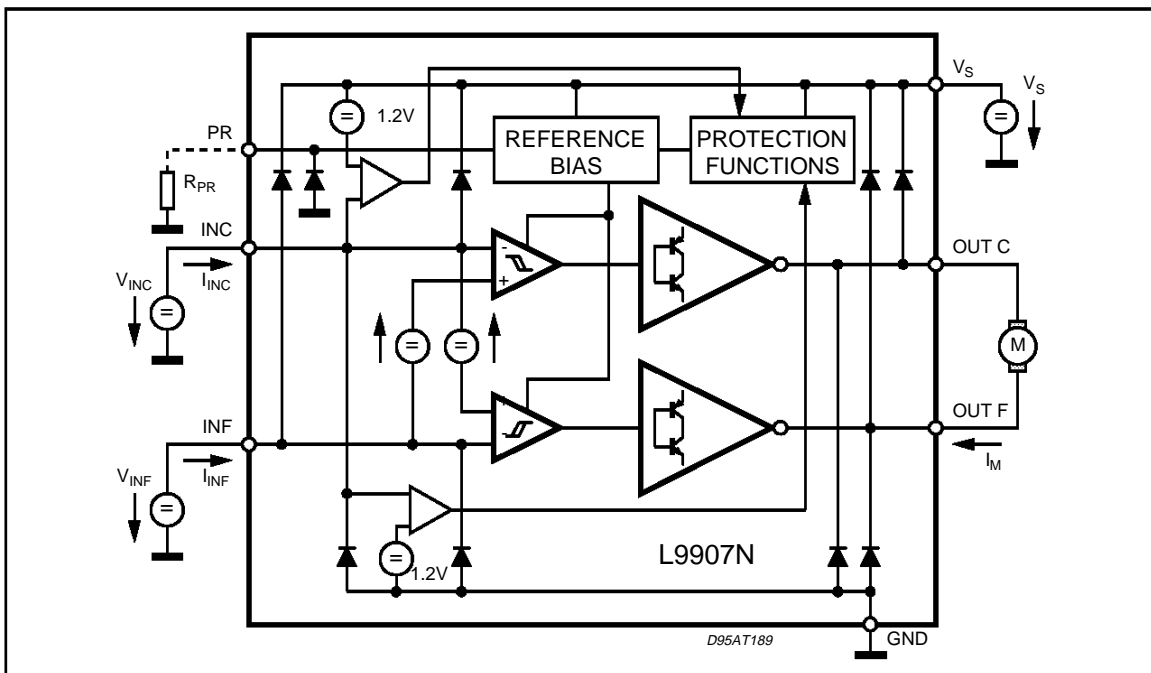 V_S
V_S
=
1.2V
=
PR
REFERENCE
BIAS
PROTECTION
FUNCTIONS
R_PR
INC
-
+
OUT C
I_INC
V_INC
=
=
=
M
+
-
INF
OUT F
I_INF
I_M
V_INF
=
=
1.2V
L9907N
D95AT189
GND